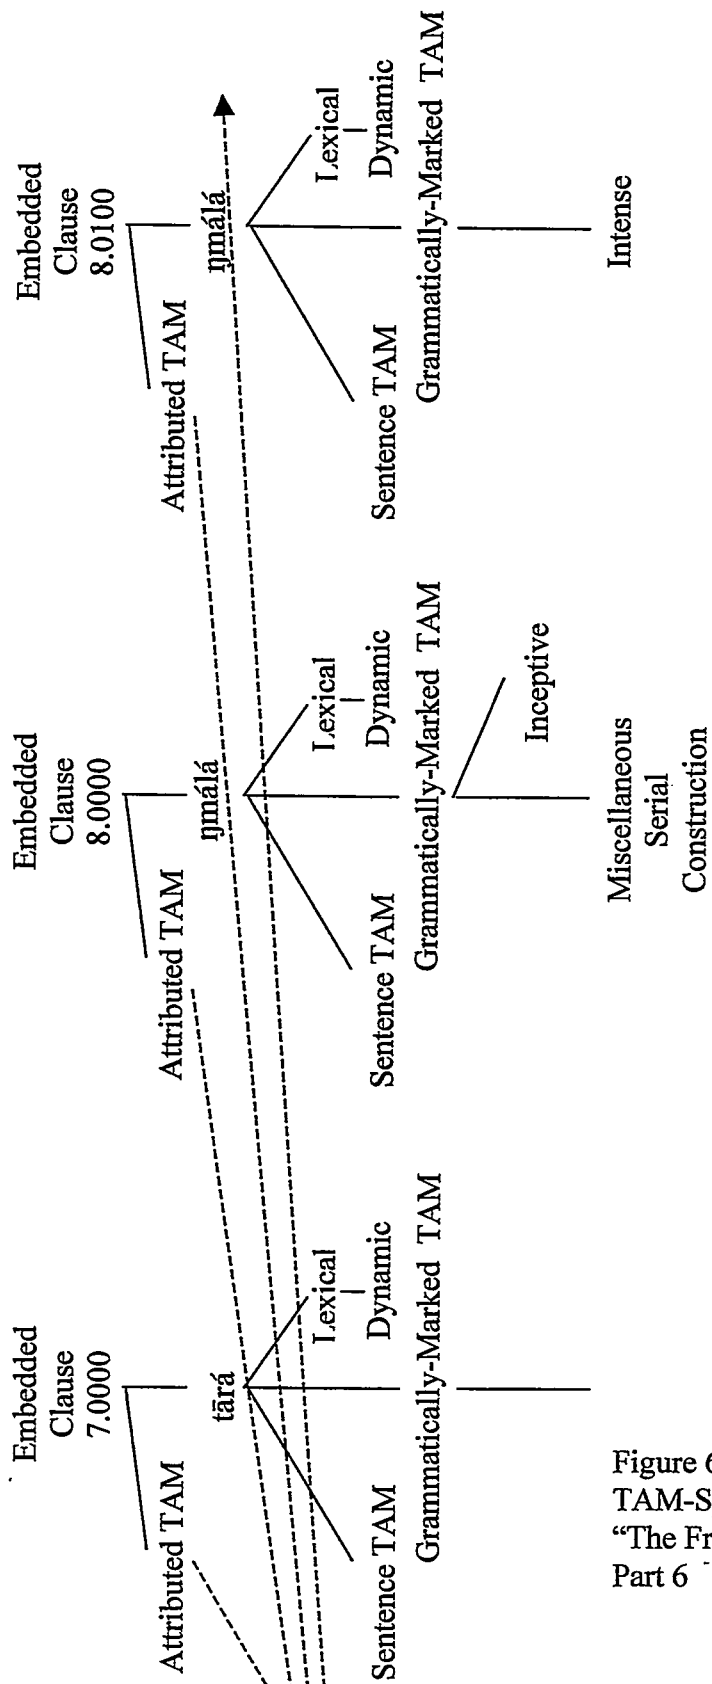 Embedded
Clause
7.0000
Attributed TAM
tārá
Lexical
Dynamic
Sentence TAM
Grammatically-Marked TAM
Embedded
Clause
8.0000
Attributed TAM
ŋmálá
Lexical
Dynamic
Sentence TAM
Grammatically-Marked TAM
Inceptive
Miscellaneous
Serial
Construction
Embedded
Clause
8.0100
Attributed TAM
ŋmálá
Lexical
Dynamic
Sentence TAM
Grammatically-Marked TAM
Intense
Figure 6
TAM-S
“The Fr
Part 6